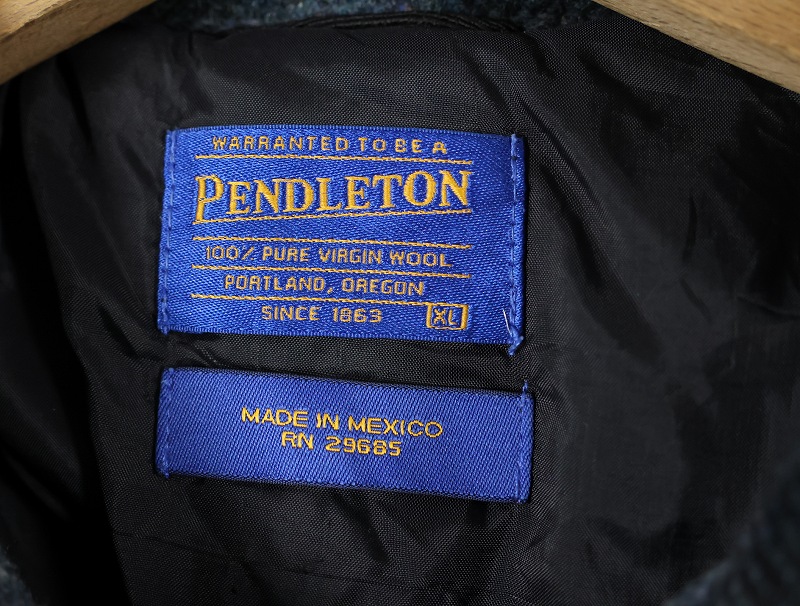 WARRANTED TO BE A
PENDLETON
100% PURE VIRGIN WOOL
PORTLAND, OREGON
SINCE 1863 XL
MADE IN MEXICO
RN 29685